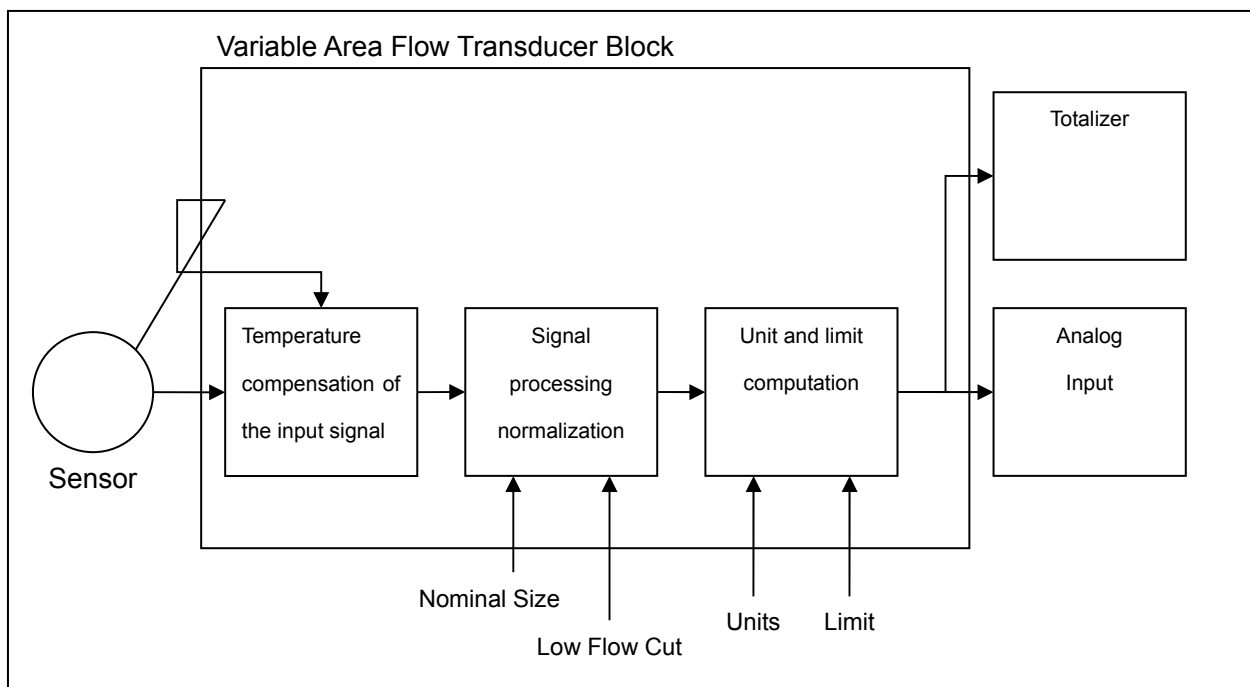 Variable Area Flow Transducer Block
Totalizer
Temperature
compensation of
the input signal
Signal
processing
normalization
Unit and limit
computation
Analog
Input
Sensor
Nominal Size
Low Flow Cut
Units
Limit